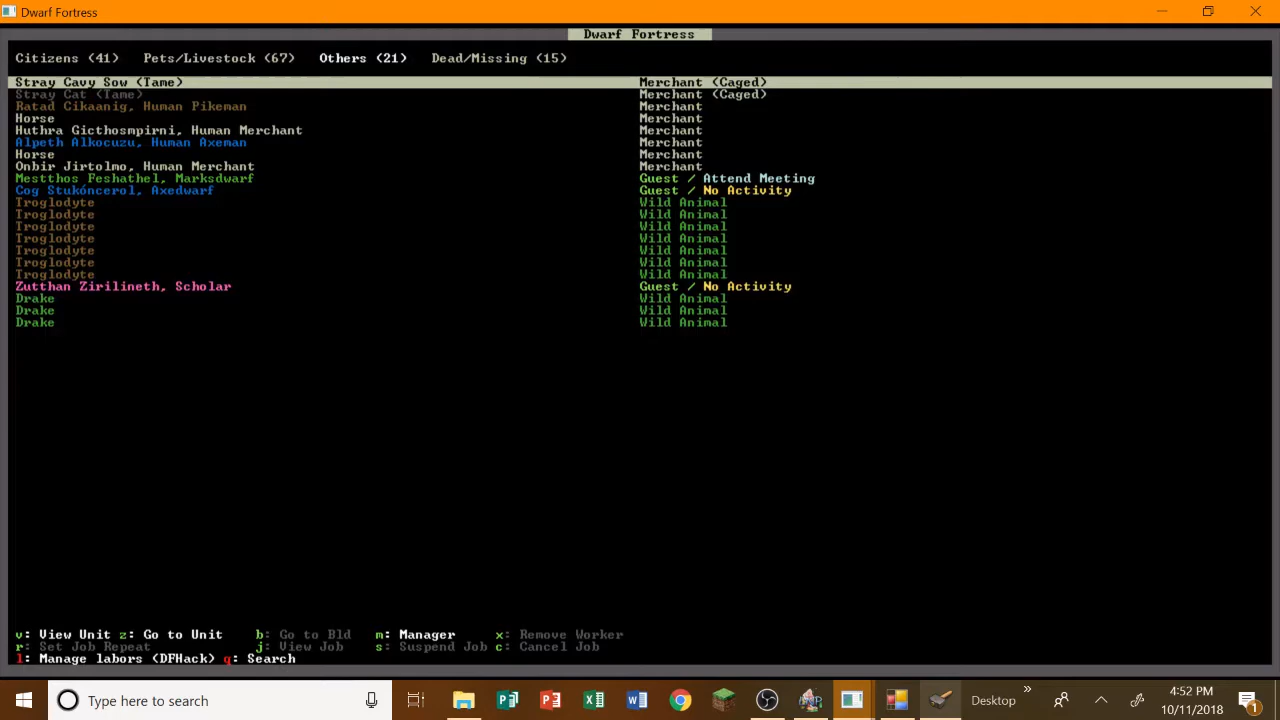 Dwarf Fortress
Dwarf Fortress
Citizens (41) Pets/Livestock (67) Others (21) Dead/Missing (15)
Stray Cavy Sow (Tame) Merchant (Caged)
Stray Cat (Tame) Merchant (Caged)
Ratad Cikaanig, Human Pikeman Merchant
Horse Merchant
Huthra Gicthosmpirni, Human Merchant Merchant
Alpeth Alkocuzu, Human Axeman Merchant
Horse Merchant
Onbir Jirtolmo, Human Merchant Merchant
Mestthos Feshathel, Marksdwarf Guest / Attend Meeting
Cog Stukóncerol, Axedwarf Guest / No Activity
Troglodyte Wild Animal
Troglodyte Wild Animal
Troglodyte Wild Animal
Troglodyte Wild Animal
Troglodyte Wild Animal
Troglodyte Wild Animal
Troglodyte Wild Animal
Zutthan Zirilineth, Scholar Guest / No Activity
Drake Wild Animal
Drake Wild Animal
Drake Wild Animal
v: View Unit z: Go to Unit b: Go to Bld m: Manager x: Remove Worker
r: Set Job Repeat j: View Job s: Suspend Job c: Cancel Job
l: Manage labors (DFHack) q: Search
Type here to search
Desktop
4:52 PM
10/11/2018
1